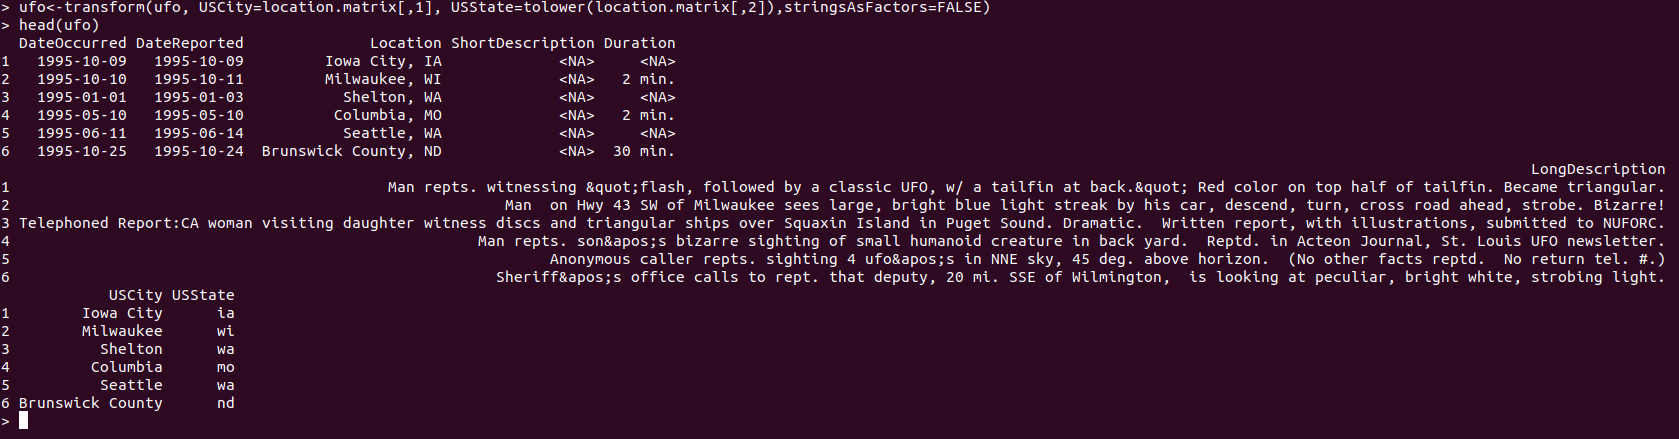 > ufo<-transform(ufo, USCity=location.matrix[,1], USState=tolower(location.matrix[,2]),stringsAsFactors=FALSE)
> head(ufo)
  DateOccurred DateReported              Location ShortDescription Duration
1   1995-10-09   1995-10-09         Iowa City, IA             <NA>     <NA>
2   1995-10-10   1995-10-11         Milwaukee, WI             <NA>   2 min.
3   1995-01-01   1995-01-03           Shelton, WA             <NA>     <NA>
4   1995-05-10   1995-05-10          Columbia, MO             <NA>   2 min.
5   1995-06-11   1995-06-14           Seattle, WA             <NA>     <NA>
6   1995-10-25   1995-10-24  Brunswick County, ND             <NA>  30 min.
LongDescription
1 Man repts. witnessing &quot;flash, followed by a classic UFO, w/ a tailfin at back.&quot; Red color on top half of tailfin. Became triangular.
2 Man  on Hwy 43 SW of Milwaukee sees large, bright blue light streak by his car, descend, turn, cross road ahead, strobe. Bizarre!
3 Telephoned Report:CA woman visiting daughter witness discs and triangular ships over Squaxin Island in Puget Sound. Dramatic.  Written report, with illustrations, submitted to NUFORC.
4 Man repts. son&apos;s bizarre sighting of small humanoid creature in back yard.  Reptd. in Acteon Journal, St. Louis UFO newsletter.
5 Anonymous caller repts. sighting 4 ufo&apos;s in NNE sky, 45 deg. above horizon.  (No other facts reptd.  No return tel. #.)
6 Sheriff&apos;s office calls to rept. that deputy, 20 mi. SSE of Wilmington,  is looking at peculiar, bright white, strobing light.
            USCity USState
1        Iowa City      ia
2        Milwaukee      wi
3          Shelton      wa
4         Columbia      mo
5          Seattle      wa
6 Brunswick County      nd
>